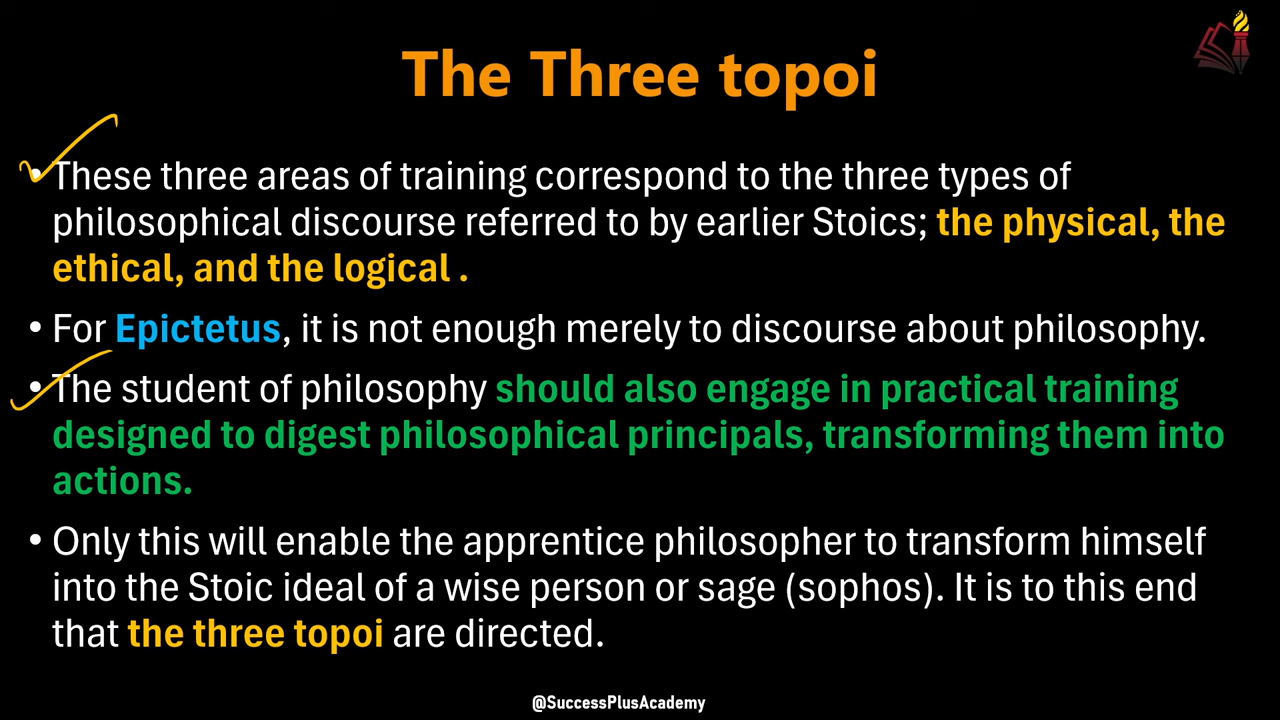 The Three topoi
• These three areas of training correspond to the three types of
philosophical discourse referred to by earlier Stoics; the physical, the
ethical, and the logical .
• For Epictetus, it is not enough merely to discourse about philosophy.
• The student of philosophy should also engage in practical training
designed to digest philosophical principals, transforming them into
actions.
• Only this will enable the apprentice philosopher to transform himself
into the Stoic ideal of a wise person or sage (sophos). It is to this end
that the three topoi are directed.
@SuccessPlusAcademy